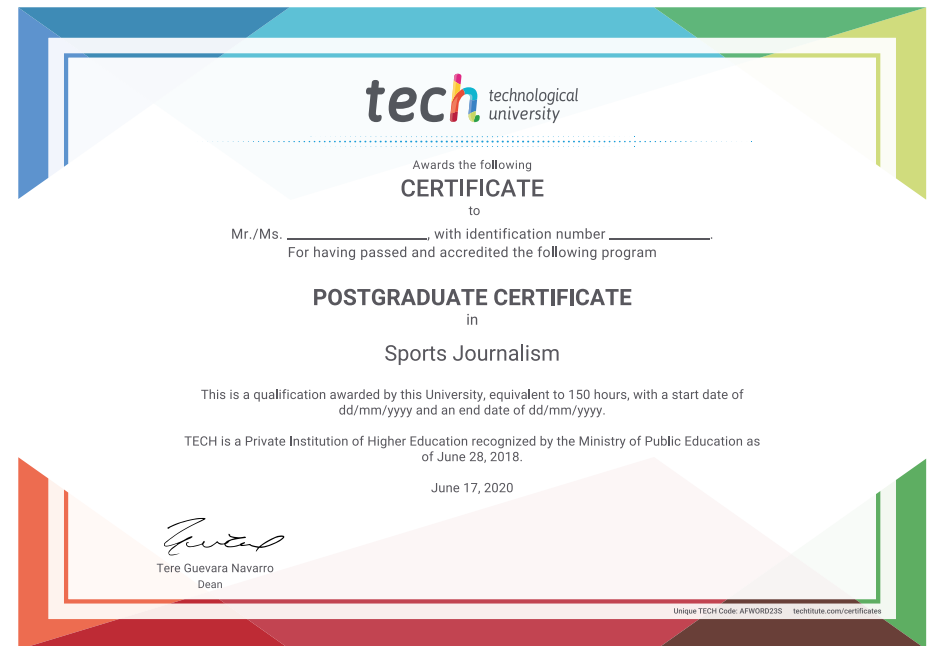 tech technological
university
Awards the following
CERTIFICATE
to
Mr./Ms. ____________________, with identification number ______________.
For having passed and accredited the following program
POSTGRADUATE CERTIFICATE
in
Sports Journalism
This is a qualification awarded by this University, equivalent to 150 hours, with a start date of
dd/mm/yyyy and an end date of dd/mm/yyyy.
TECH is a Private Institution of Higher Education recognized by the Ministry of Public Education as
of June 28, 2018.
June 17, 2020
Tere Guevara Navarro
Dean
Unique TECH Code: AFWORD23S techtitute.com/certificates